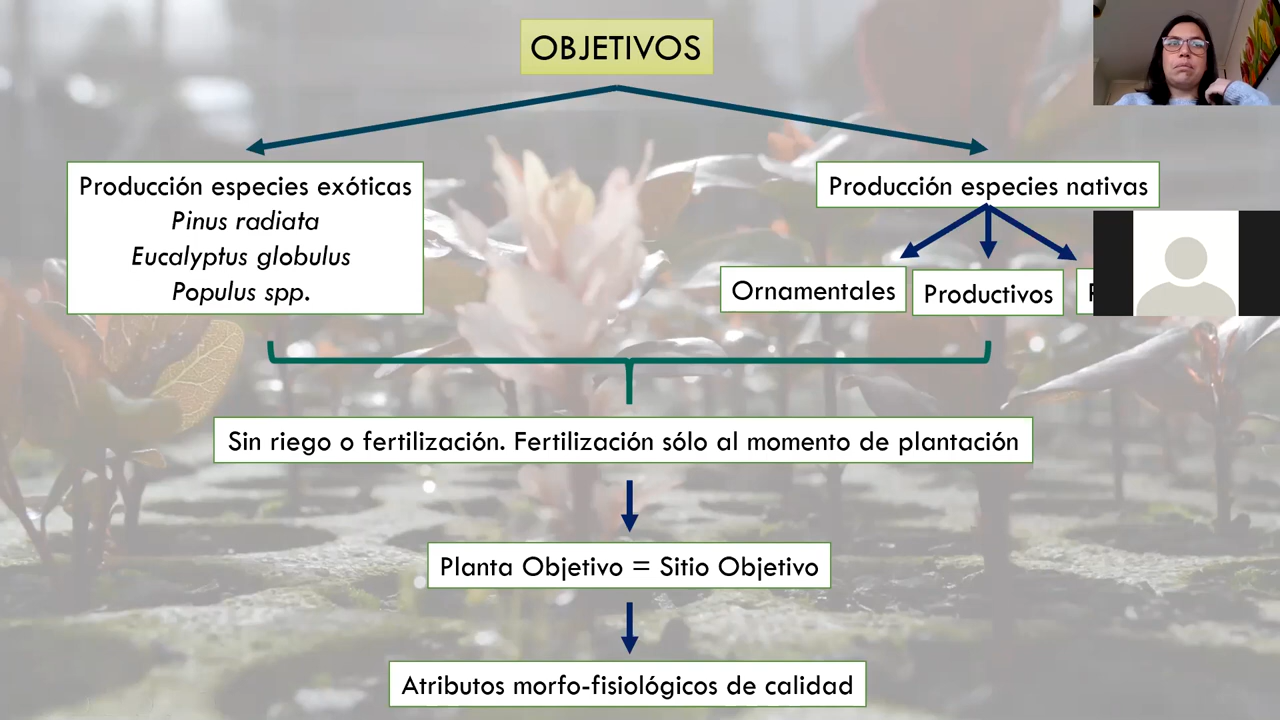 OBJETIVOS
Producción especies exóticas
Pinus radiata
Eucalyptus globulus
Populus spp.
Producción especies nativas
Ornamentales
Productivos
Sin riego o fertilización. Fertilización sólo al momento de plantación
Planta Objetivo = Sitio Objetivo
Atributos morfo-fisiológicos de calidad